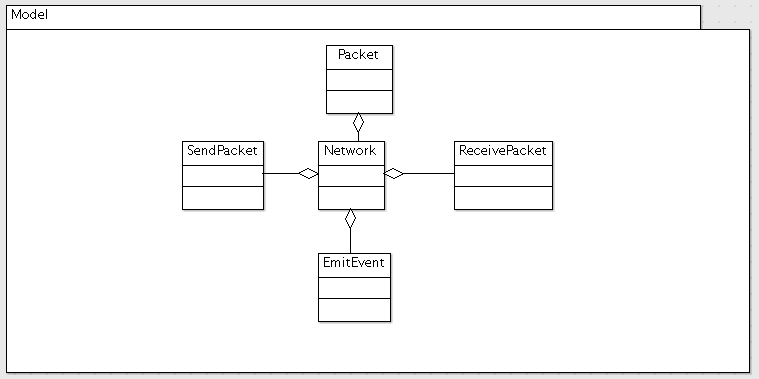 Model
Packet
SendPacket
Network
ReceivePacket
EmitEvent